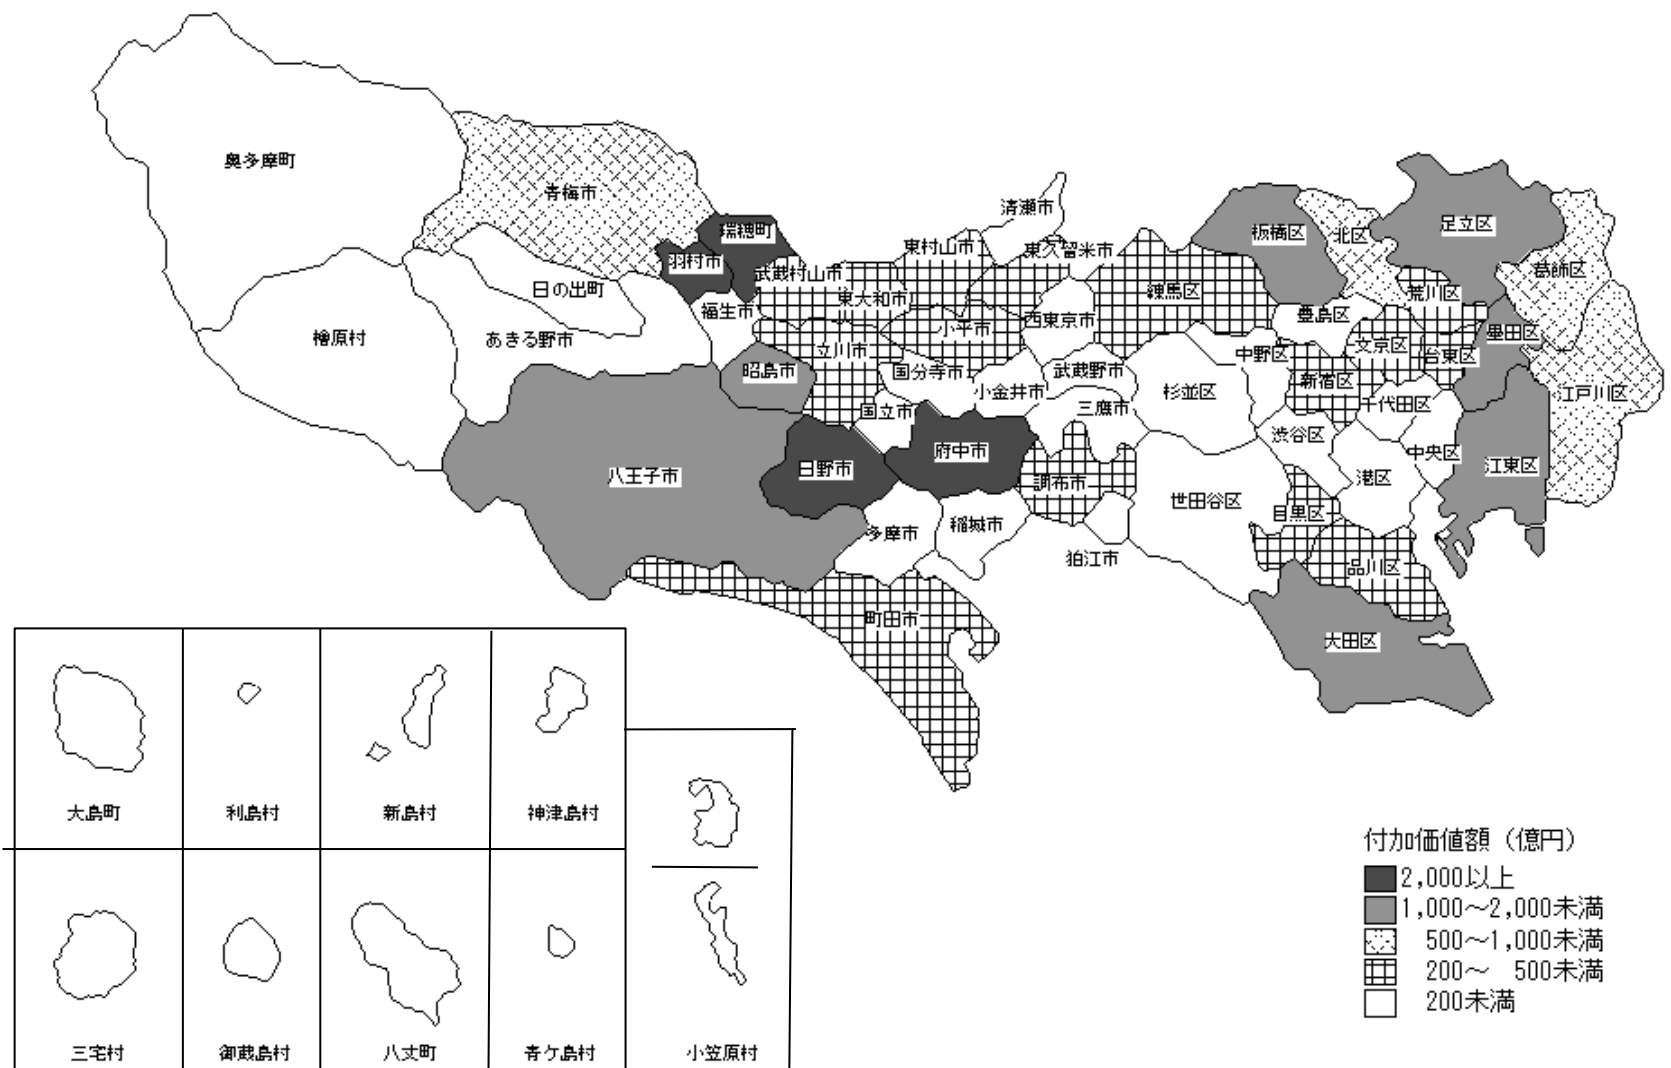 奥多摩町
青梅市
瑞穂町
羽村市
日の出町
檜原村
あきる野市
福生市
武蔵村山市
東大和市
東村山市
清瀬市
東久留米市
練馬区
板橋区
北区
足立区
葛飾区
荒川区
豊島区
文京区
台東区
墨田区
江戸川区
西東京市
小平市
立川市
昭島市
国分寺市
小金井市
武蔵野市
杉並区
中野区
新宿区
千代田区
国立市
三鷹市
渋谷区
中央区
江東区
八王子市
日野市
府中市
調布市
世田谷区
港区
目黒区
多摩市
稲城市
狛江市
品川区
町田市
大田区
大島町
利島村
新島村
神津島村
三宅村
御蔵島村
八丈町
青ケ島村
小笠原村
付加価値額（億円）
2,000以上
1,000～2,000未満
500～1,000未満
200～ 500未満
200未満